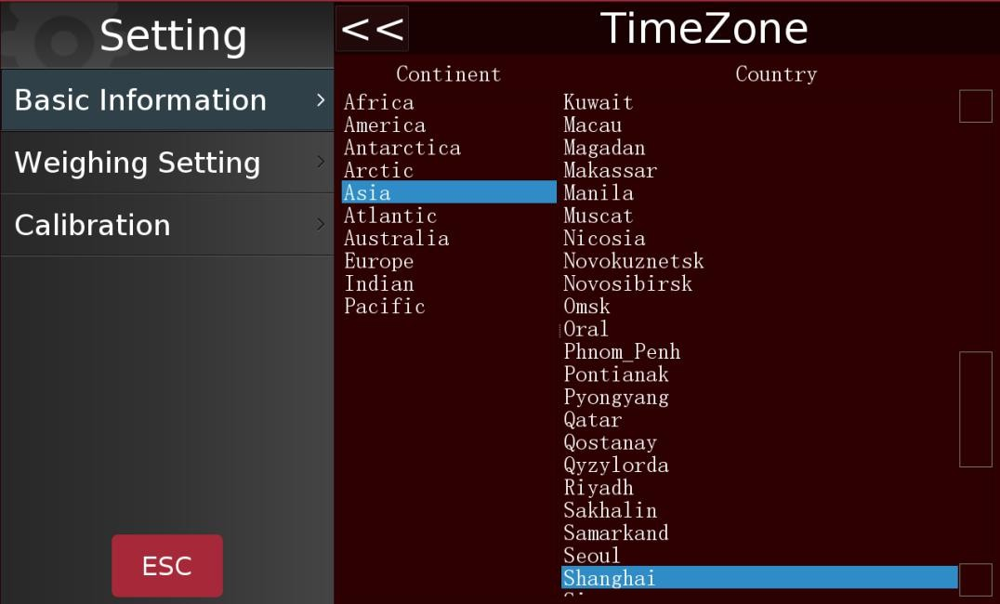 Setting
Basic Information >
Weighing Setting >
Calibration >
ESC
<< TimeZone
Continent
Africa
America
Antarctica
Arctic
Asia
Atlantic
Australia
Europe
Indian
Pacific
Country
Kuwait
Macau
Magadan
Makassar
Manila
Muscat
Nicosia
Novokuznetsk
Novosibirsk
Omsk
Oral
Phnom_Penh
Pontianak
Pyongyang
Qatar
Qostanay
Qyzylorda
Riyadh
Sakhalin
Samarkand
Seoul
Shanghai